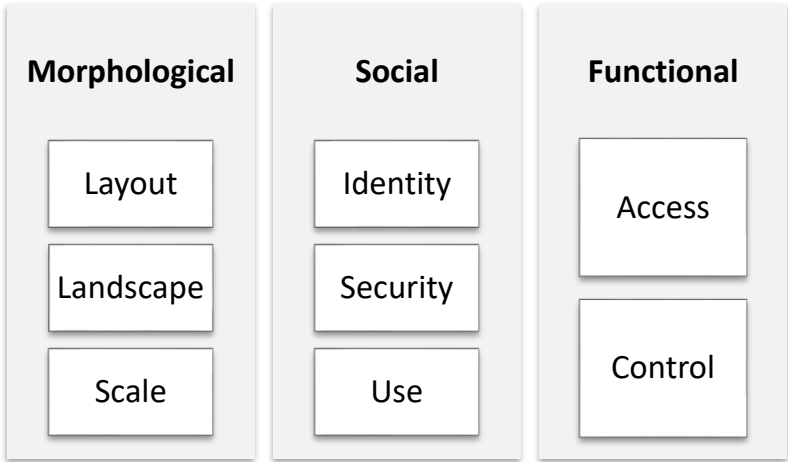 Morphological
Layout
Landscape
Scale
Social
Identity
Security
Use
Functional
Access
Control